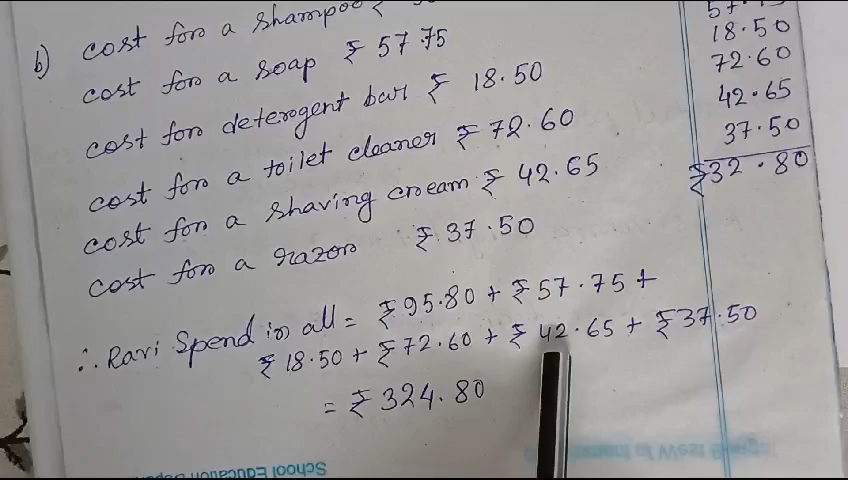 b) cost for a shampoo ₹
cost for a soap ₹ 57.75
cost for detergent bar ₹ 18.50
cost for a toilet cleaner ₹ 72.60
cost for a shaving cream ₹ 42.65
cost for a razor ₹ 37.50
18.50
72.60
42.65
37.50
₹32.80
∴ Ravi Spend in all = ₹95.80 + ₹57.75 +
₹18.50 + ₹72.60 + ₹42.65 + ₹37.50
= ₹324.80
School Education